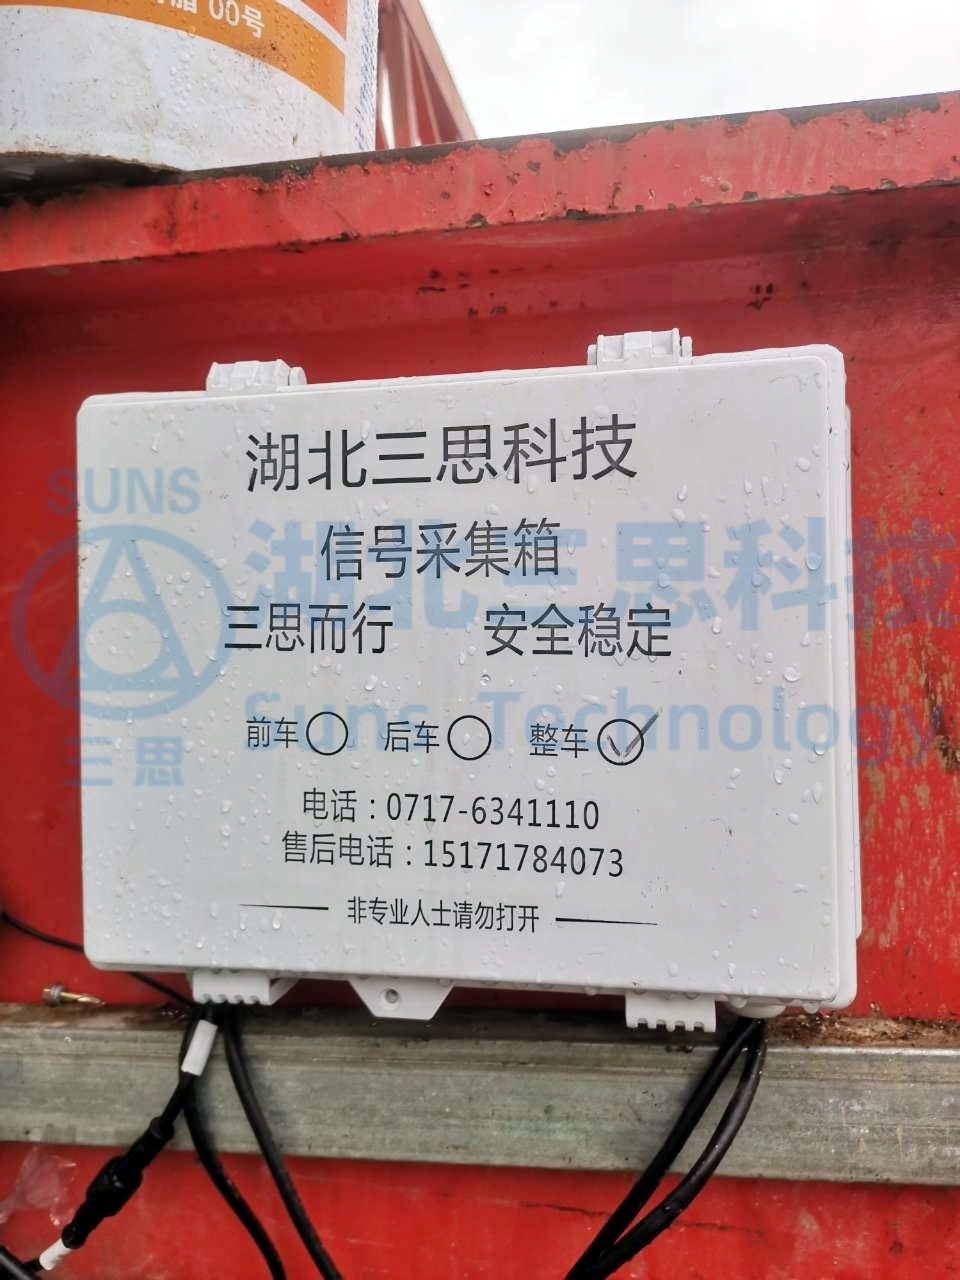 00号
湖北三思科技
信号采集箱
三思而行 安全稳定
前车 后车 整车
电话：0717-6341110
售后电话：15171784073
非专业人士请勿打开
SUNS
三思
湖北三思科技
Suns Technology